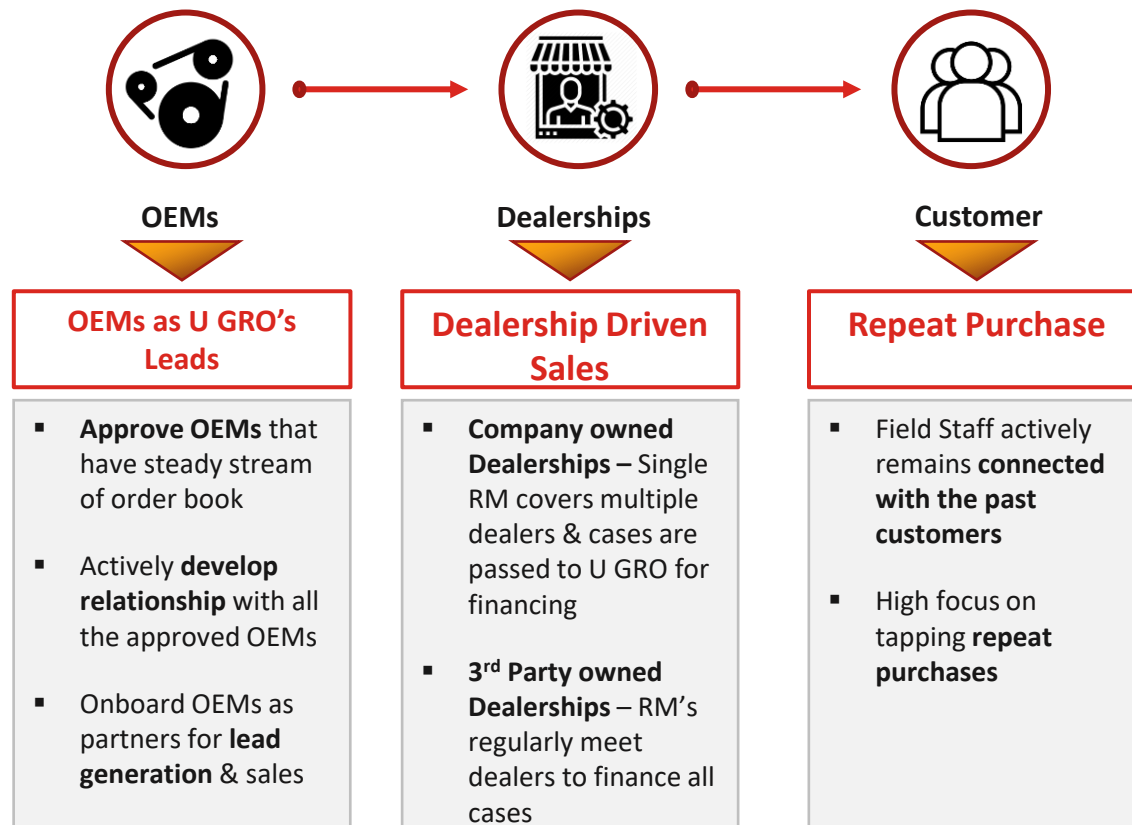 OEMs
Dealerships
Customer
OEMs as U GRO’s
Leads
Dealership Driven
Sales
Repeat Purchase
▪ Approve OEMs that
have steady stream
of order book
▪ Actively develop
relationship with all
the approved OEMs
▪ Onboard OEMs as
partners for lead
generation & sales
▪ Company owned
Dealerships – Single
RM covers multiple
dealers & cases are
passed to U GRO for
financing
▪ 3rd Party owned
Dealerships – RM’s
regularly meet
dealers to finance all
cases
▪ Field Staff actively
remains connected
with the past
customers
▪ High focus on
tapping repeat
purchases